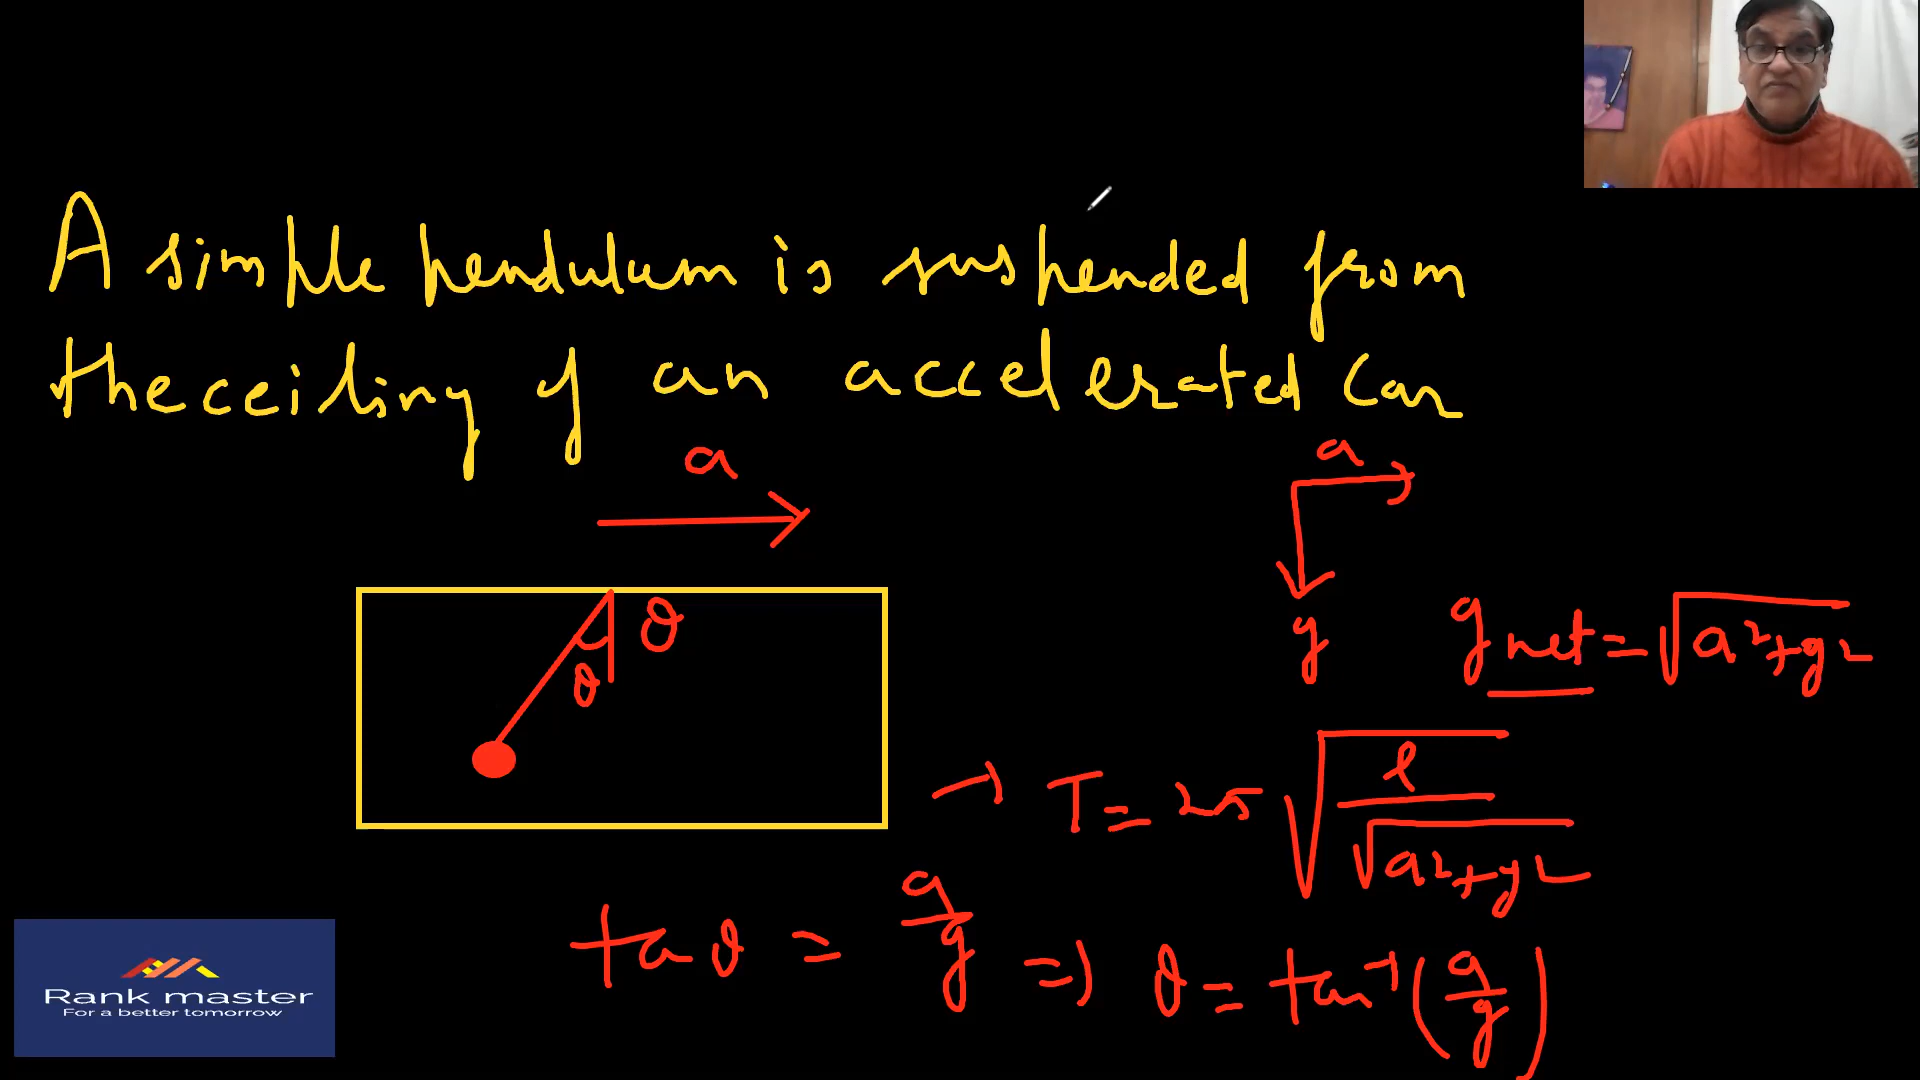 A simple pendulum is suspended from
the ceiling of an accelerated car
a
a
θ
θ
g
g net = √a²+g²
→ T = 2π √l/√a²+g²
tan θ = a/g ⇒ θ = tan⁻¹(a/g)
Rank master
For a better tomorrow